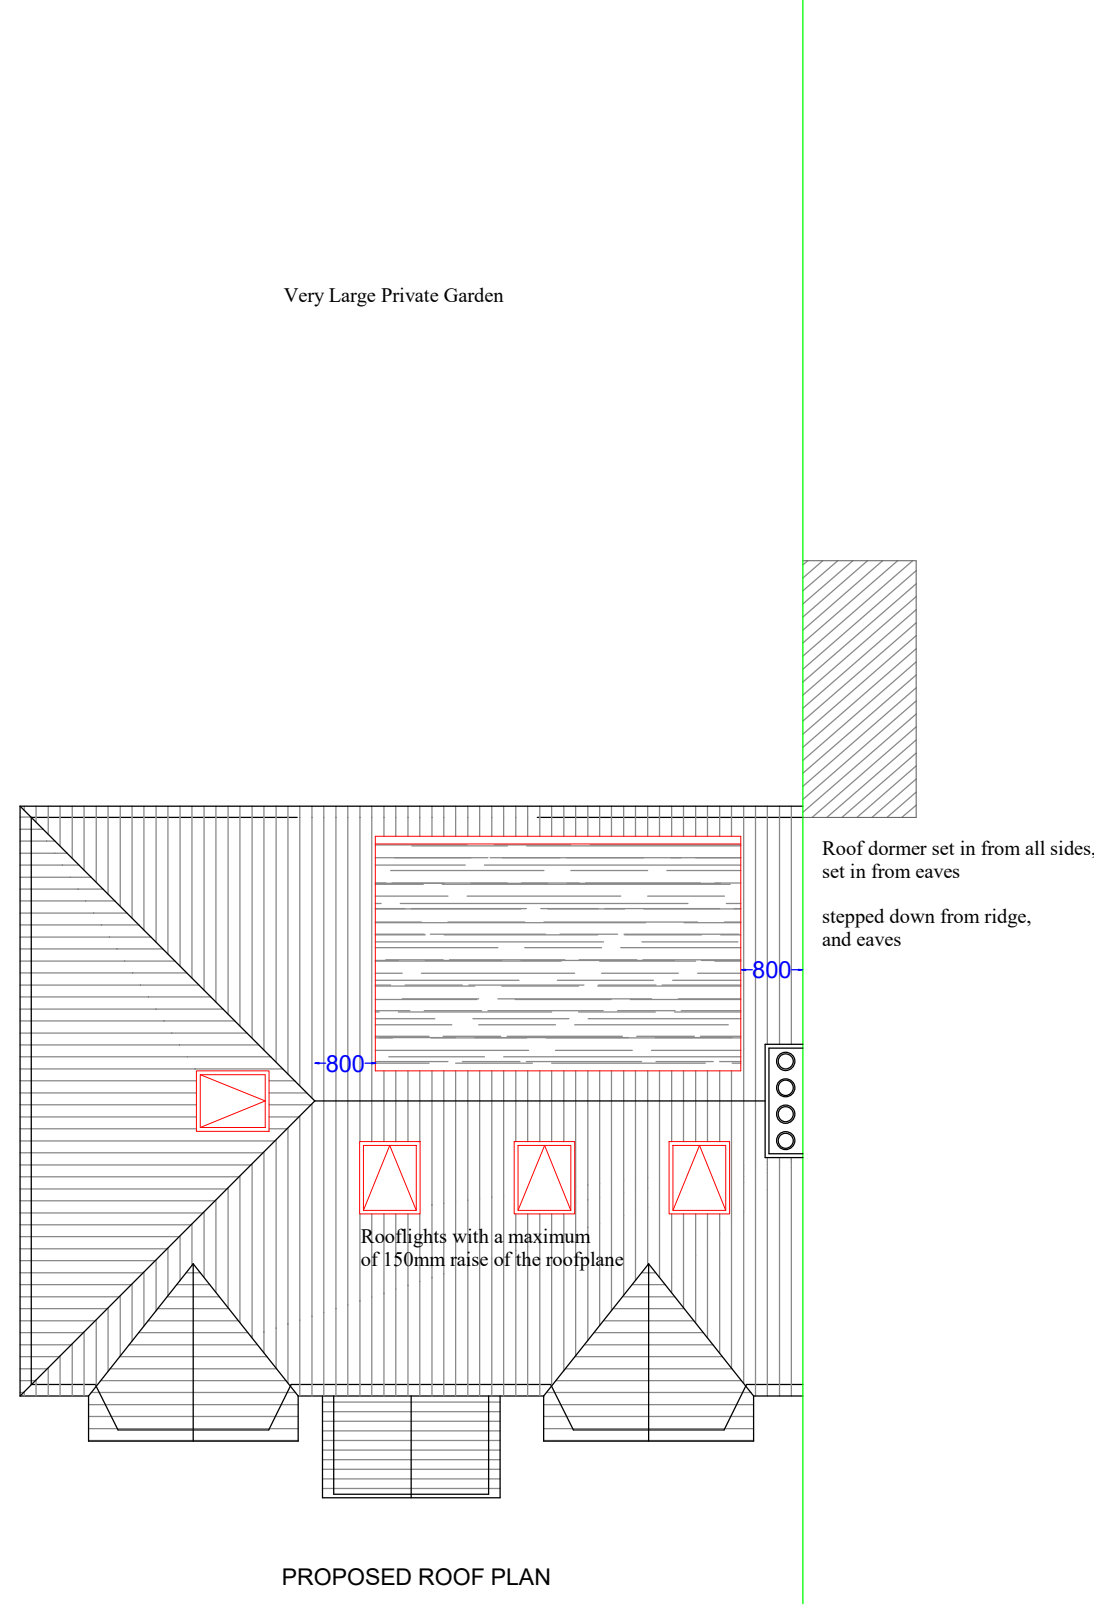 Very Large Private Garden
Roof dormer set in from all sides,
set in from eaves
stepped down from ridge,
and eaves
800
800
Rooflights with a maximum
of 150mm raise of the roofplane
PROPOSED ROOF PLAN